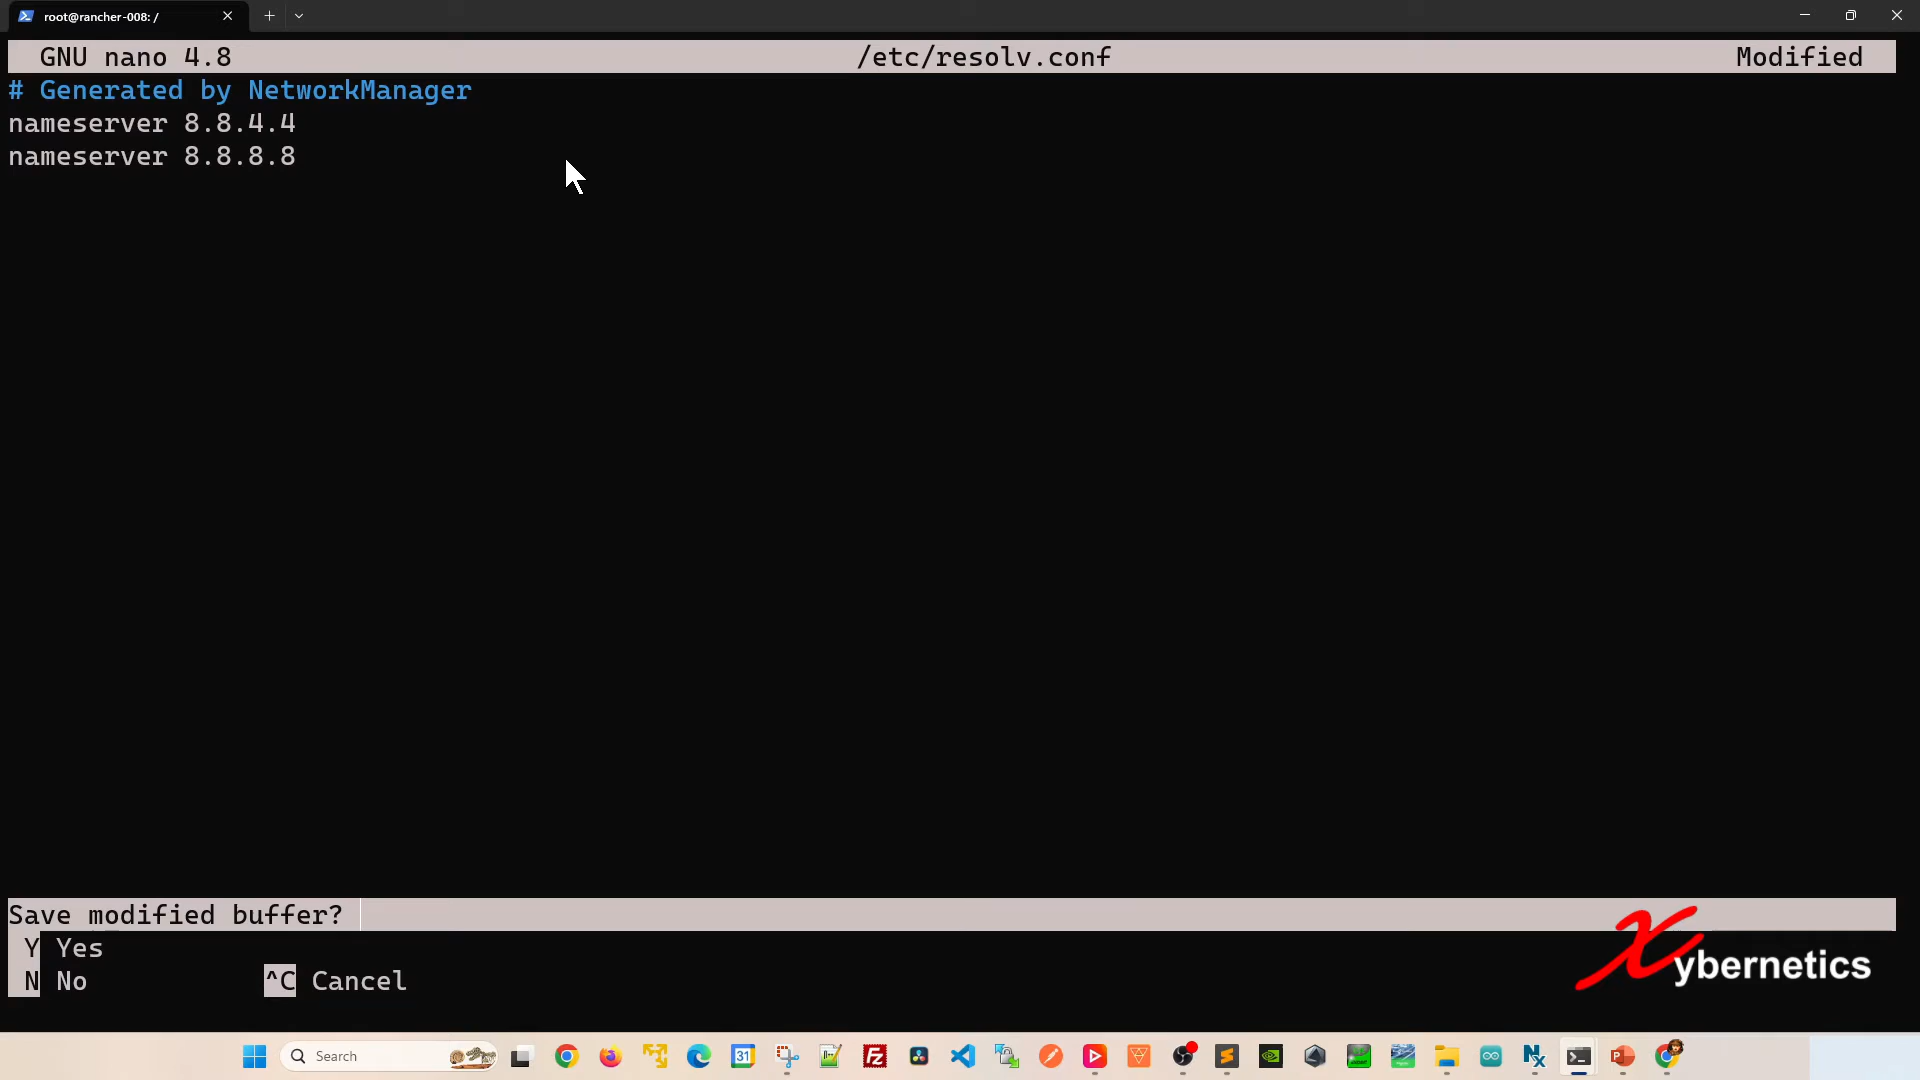 root@rancher-008: /
GNU nano 4.8 /etc/resolv.conf Modified
# Generated by NetworkManager
nameserver 8.8.4.4
nameserver 8.8.8.8
Save modified buffer?
Y Yes
N No ^C Cancel
Xybernetics
Search
31